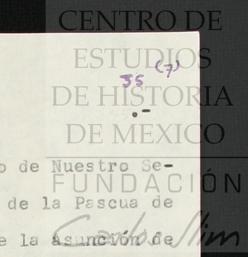 CENTRO DE
ESTUDIOS
35 (7)
DE HISTORIA
.-
DE MEXICO
o de Nuestro Se-
FUNDACIÓN
de la Pascua de
Carlos Slim
e la asunción de